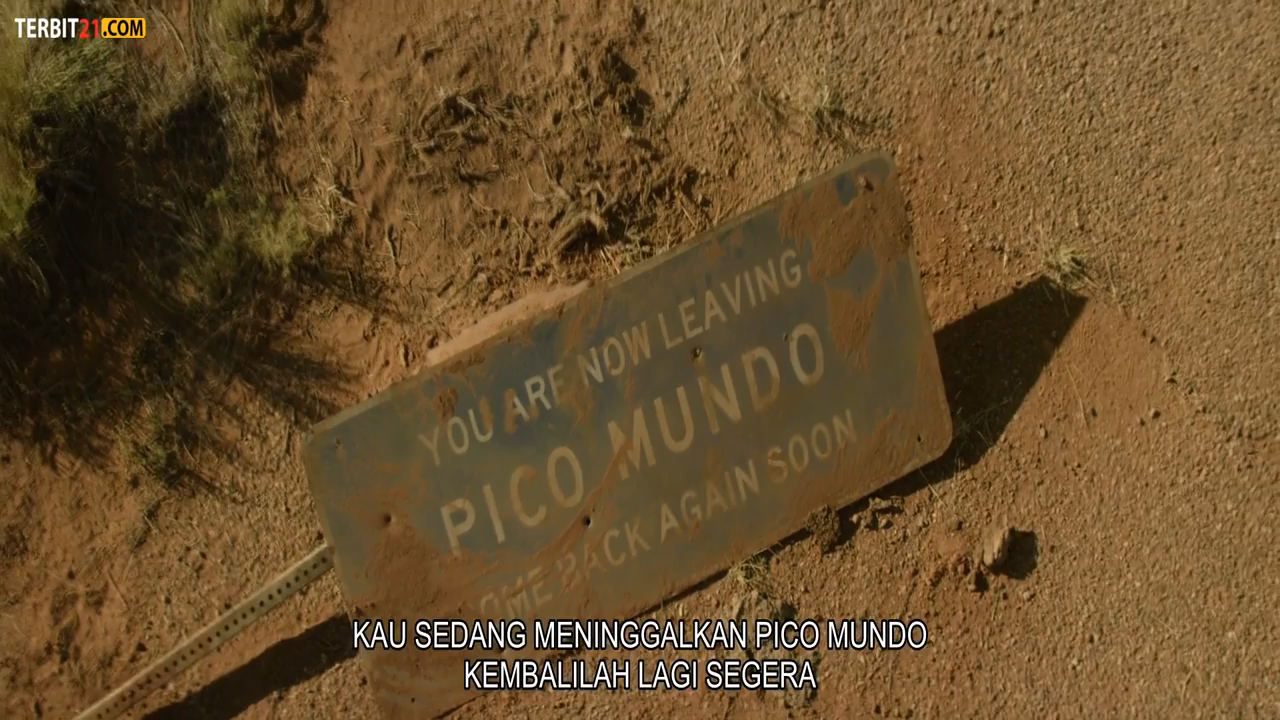 TERBIT21.COM
YOU ARE NOW LEAVING
PICO MUNDO
COME BACK AGAIN SOON
KAU SEDANG MENINGGALKAN PICO MUNDO
KEMBALILAH LAGI SEGERA